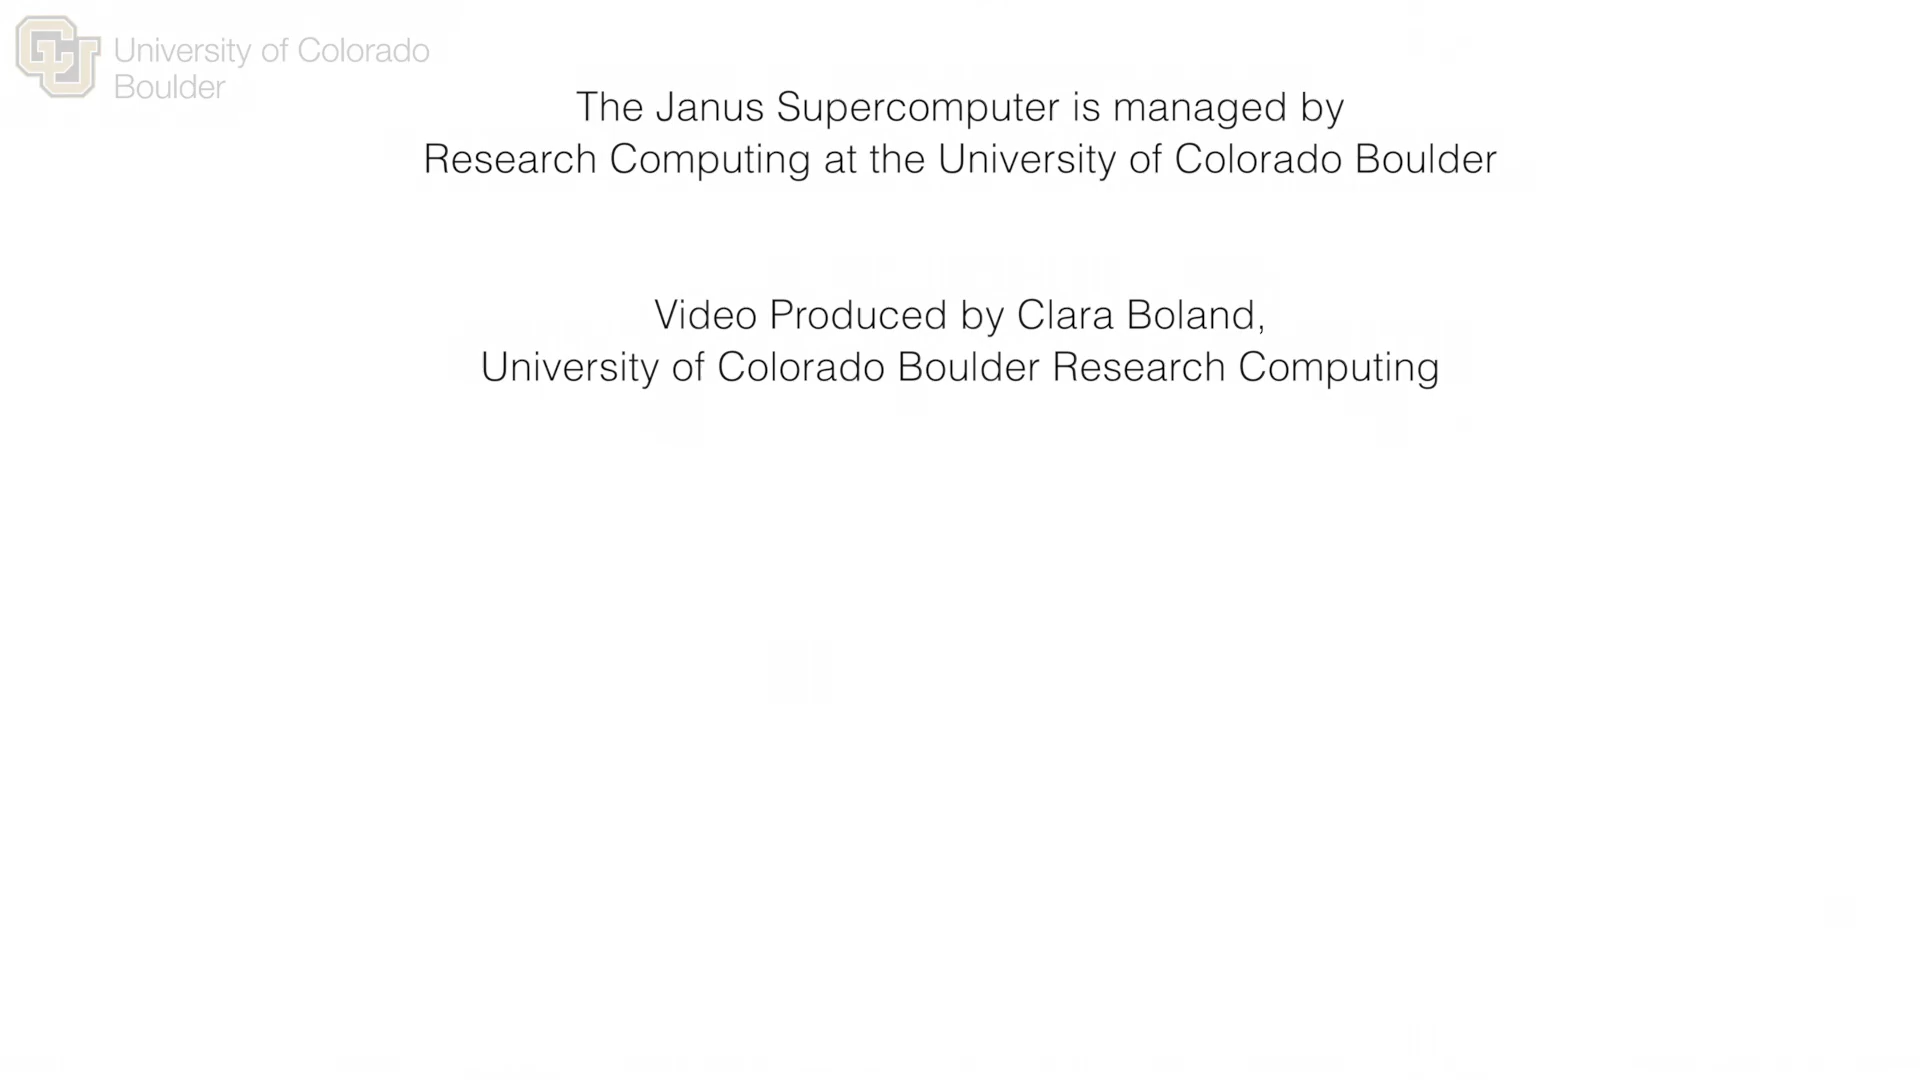 University of Colorado
Boulder
The Janus Supercomputer is managed by
Research Computing at the University of Colorado Boulder
Video Produced by Clara Boland,
University of Colorado Boulder Research Computing